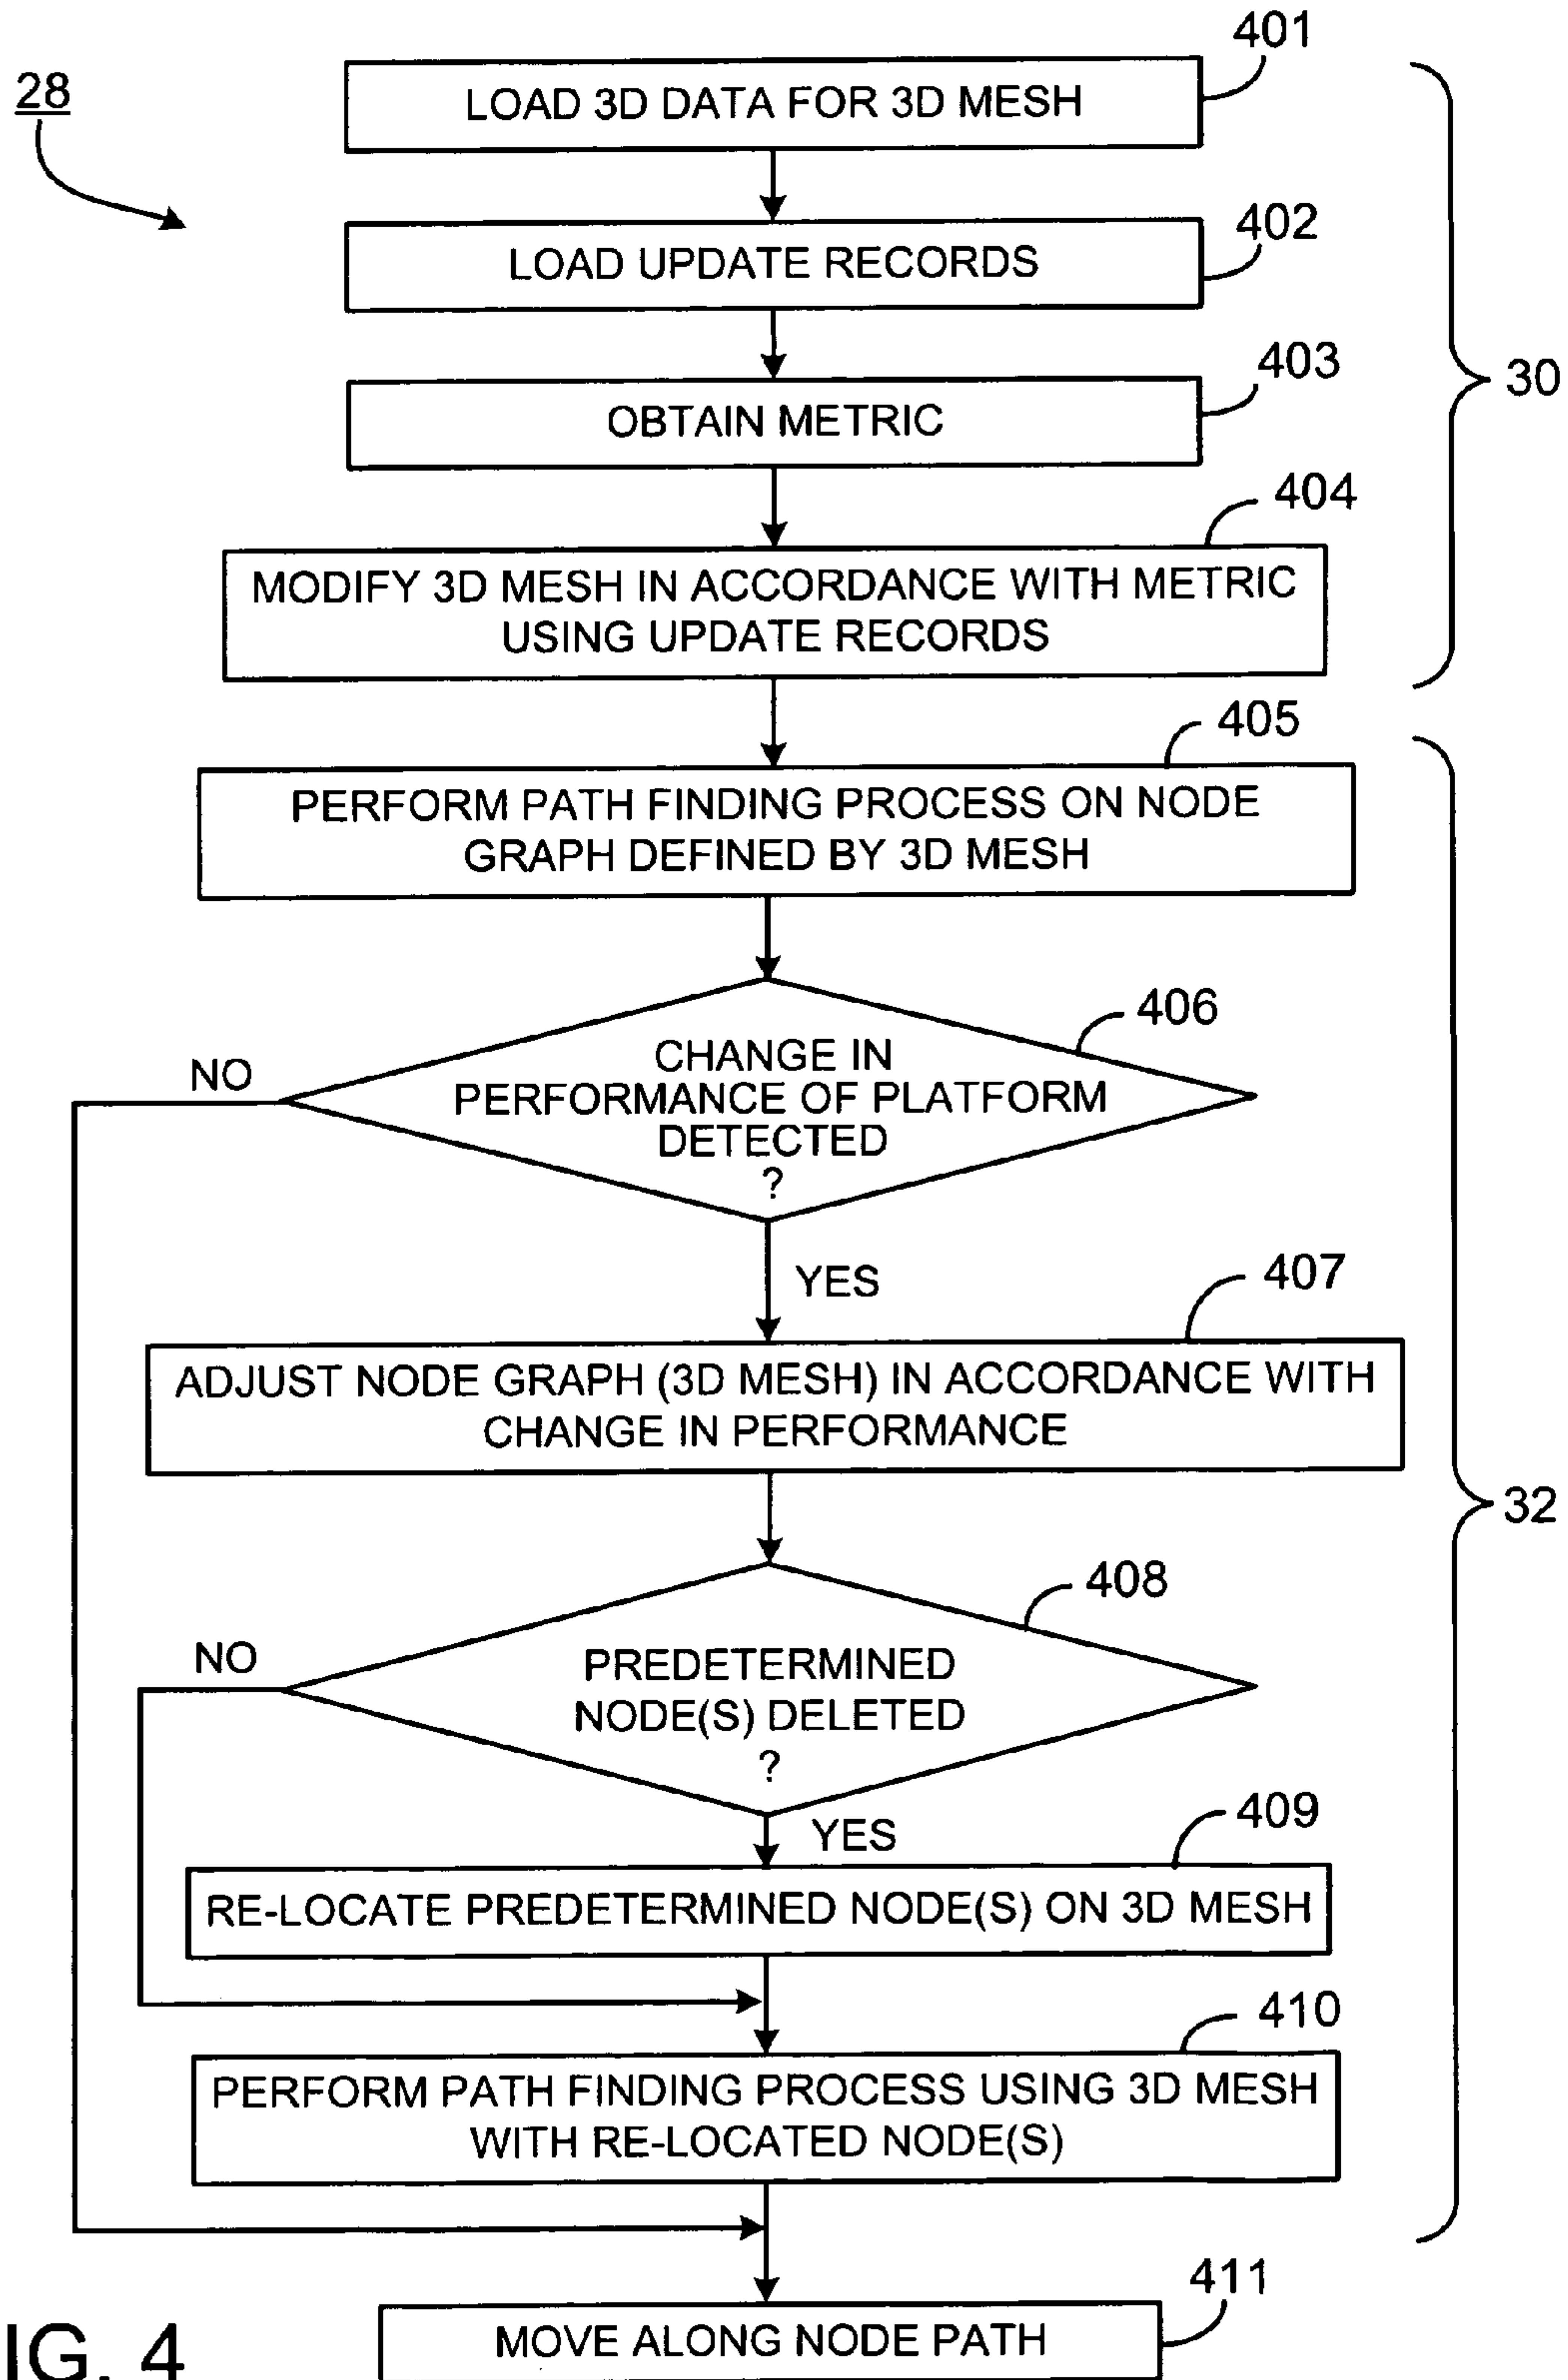 401
28
LOAD 3D DATA FOR 3D MESH
402
LOAD UPDATE RECORDS
403
30
OBTAIN METRIC
404
MODIFY 3D MESH IN ACCORDANCE WITH METRIC
USING UPDATE RECORDS
405
PERFORM PATH FINDING PROCESS ON NODE
GRAPH DEFINED BY 3D MESH
406
NO
CHANGE IN
PERFORMANCE OF PLATFORM
DETECTED
?
YES
407
ADJUST NODE GRAPH (3D MESH) IN ACCORDANCE WITH
CHANGE IN PERFORMANCE
32
408
NO
PREDETERMINED
NODE(S) DELETED
?
YES
409
RE-LOCATE PREDETERMINED NODE(S) ON 3D MESH
410
PERFORM PATH FINDING PROCESS USING 3D MESH
WITH RE-LOCATED NODE(S)
411
MOVE ALONG NODE PATH
IG. 4